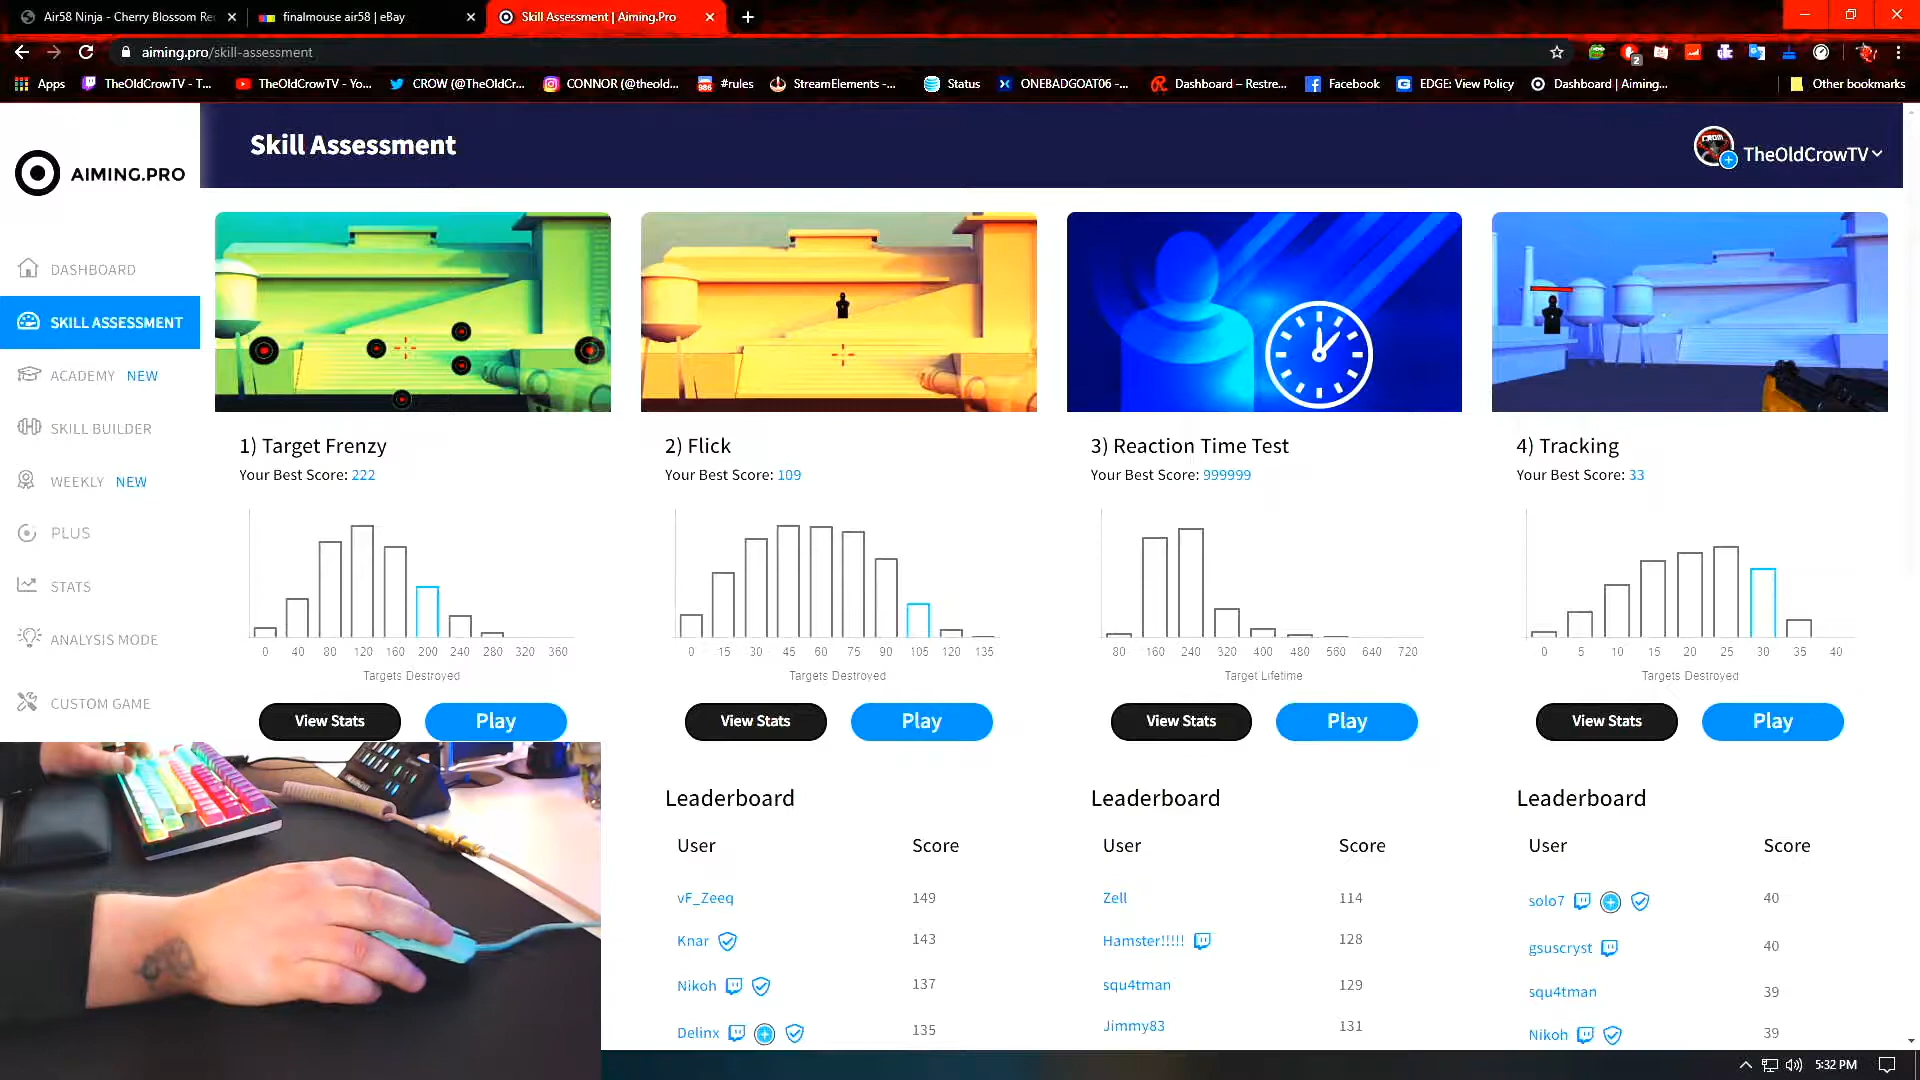 Air58 Ninja - Cherry Blossom Re
finalmouse air58 | eBay
Skill Assessment | Aiming.Pro
aiming.pro/skill-assessment
2
Apps
TheOldCrowTV - T...
TheOldCrowTV - Yo...
CROW (@TheOldCr...
CONNOR (@theold...
986
#rules
StreamElements -...
Status
ONEBADGOAT06 -...
Dashboard – Restre...
Facebook
EDGE: View Policy
Dashboard | Aiming...
Other bookmarks
AIMING.PRO
Skill Assessment
CROW
TheOldCrowTV
DASHBOARD
SKILL ASSESSMENT
ACADEMY NEW
SKILL BUILDER
WEEKLY NEW
PLUS
STATS
ANALYSIS MODE
CUSTOM GAME
1) Target Frenzy
Your Best Score: 222
0 40 80 120 160 200 240 280 320 360
Targets Destroyed
View Stats
Play
2) Flick
Your Best Score: 109
0 15 30 45 60 75 90 105 120 135
Targets Destroyed
View Stats
Play
Leaderboard
User Score
vF_Zeeq 149
Knar 143
Nikoh 137
Delinx 135
3) Reaction Time Test
Your Best Score: 999999
80 160 240 320 400 480 560 640 720
Target Lifetime
View Stats
Play
Leaderboard
User Score
Zell 114
Hamster!!!!! 128
squ4tman 129
Jimmy83 131
4) Tracking
Your Best Score: 33
0 5 10 15 20 25 30 35 40
Targets Destroyed
View Stats
Play
Leaderboard
User Score
solo7 40
gsuscryst 40
squ4tman 39
Nikoh 39
5:32 PM